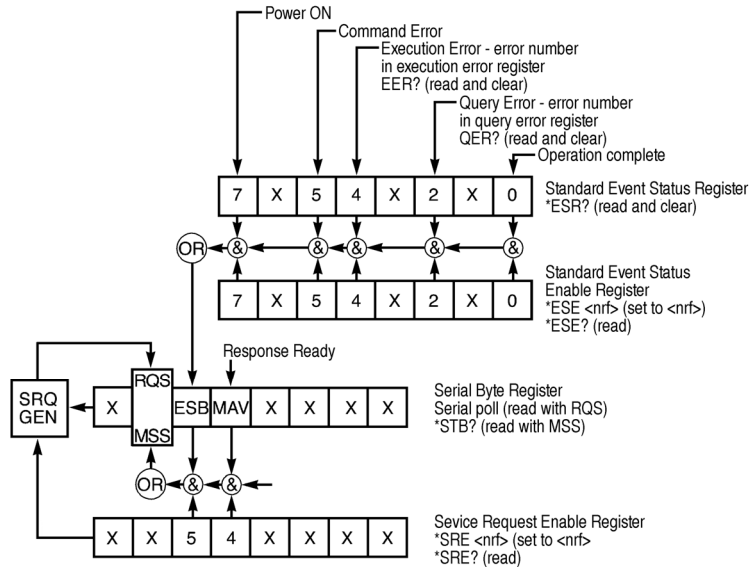 Power ON
Command Error
Execution Error - error number
in execution error register
EER? (read and clear)
Query Error - error number
in query error register
QER? (read and clear)
Operation complete
7 X 5 4 X 2 X 0
Standard Event Status Register
*ESR? (read and clear)
OR & & & & &
7 X 5 4 X 2 X 0
Standard Event Status
Enable Register
*ESE <nrf> (set to <nrf>)
*ESE? (read)
Response Ready
SRQ
GEN
X RQS ESB MAV X X X X
MSS
Serial Byte Register
Serial poll (read with RQS)
*STB? (read with MSS)
OR & &
X X 5 4 X X X X
Sevice Request Enable Register
*SRE <nrf> (set to <nrf>
*SRE? (read)